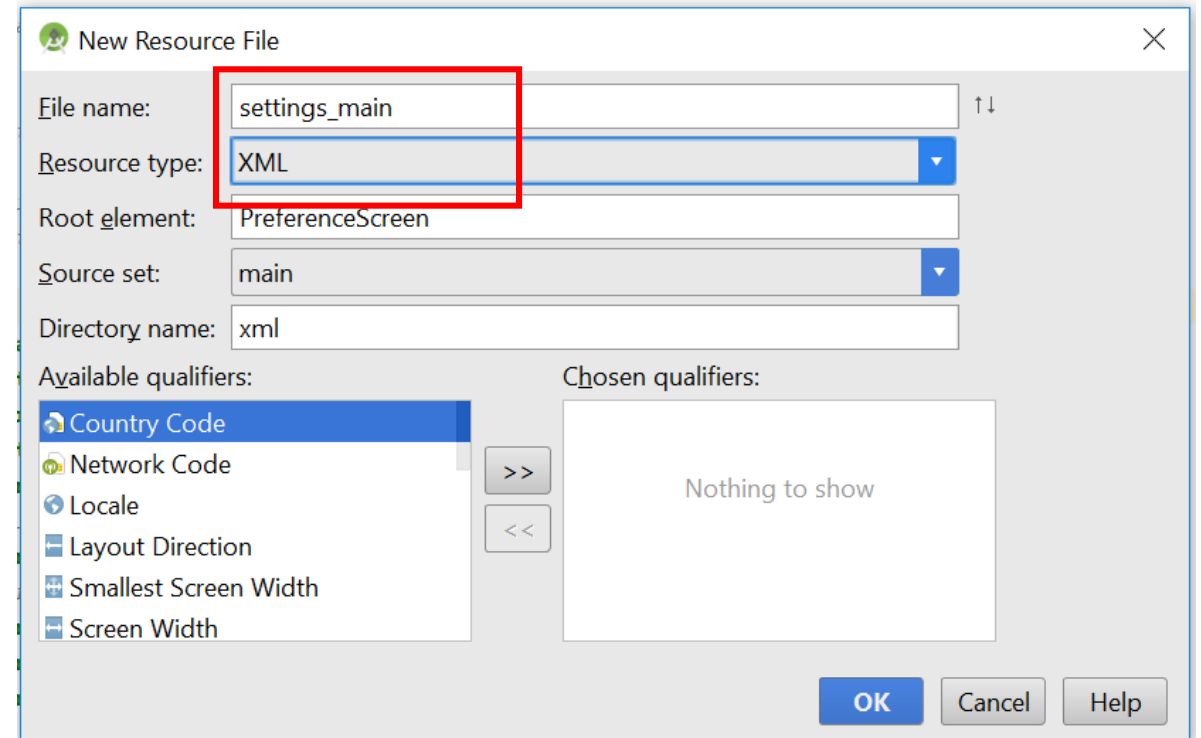 New Resource File
File name: settings_main
Resource type: XML
Root element: PreferenceScreen
Source set: main
Directory name: xml
Available qualifiers: Chosen qualifiers:
Country Code
Network Code
>>
Nothing to show
Locale
<<
Layout Direction
Smallest Screen Width
Screen Width
OK Cancel Help